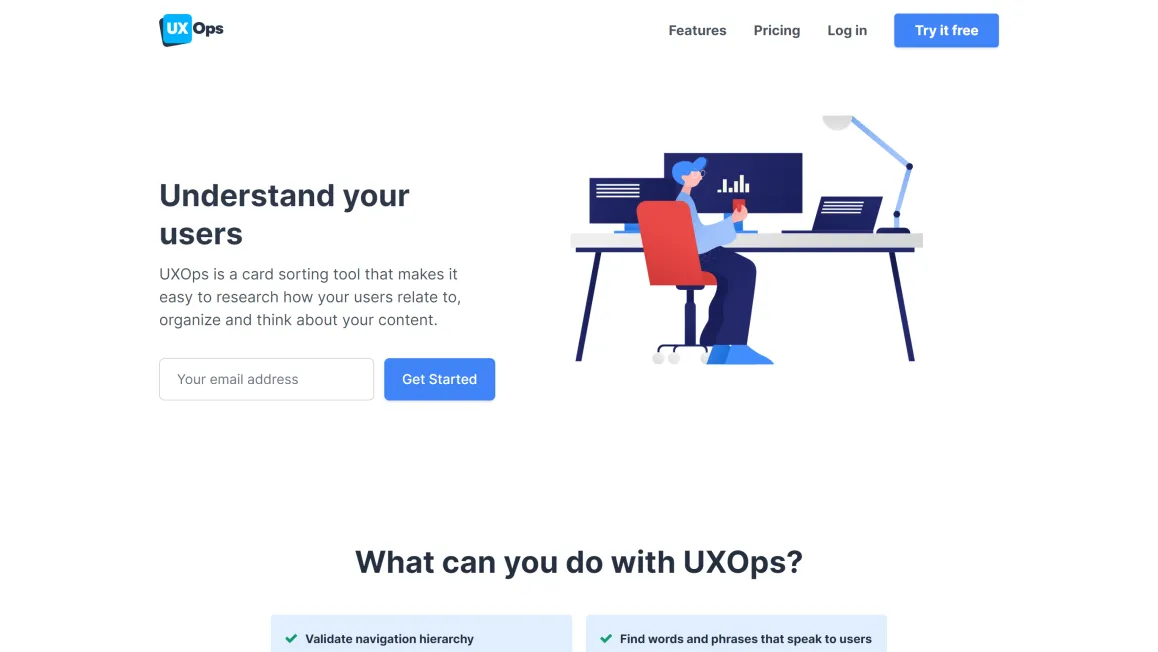 UX Ops
Features
Pricing
Log in
Try it free
Understand your
users
UXOps is a card sorting tool that makes it
easy to research how your users relate to,
organize and think about your content.
Your email address
Get Started
What can you do with UXOps?
Validate navigation hierarchy
Find words and phrases that speak to users